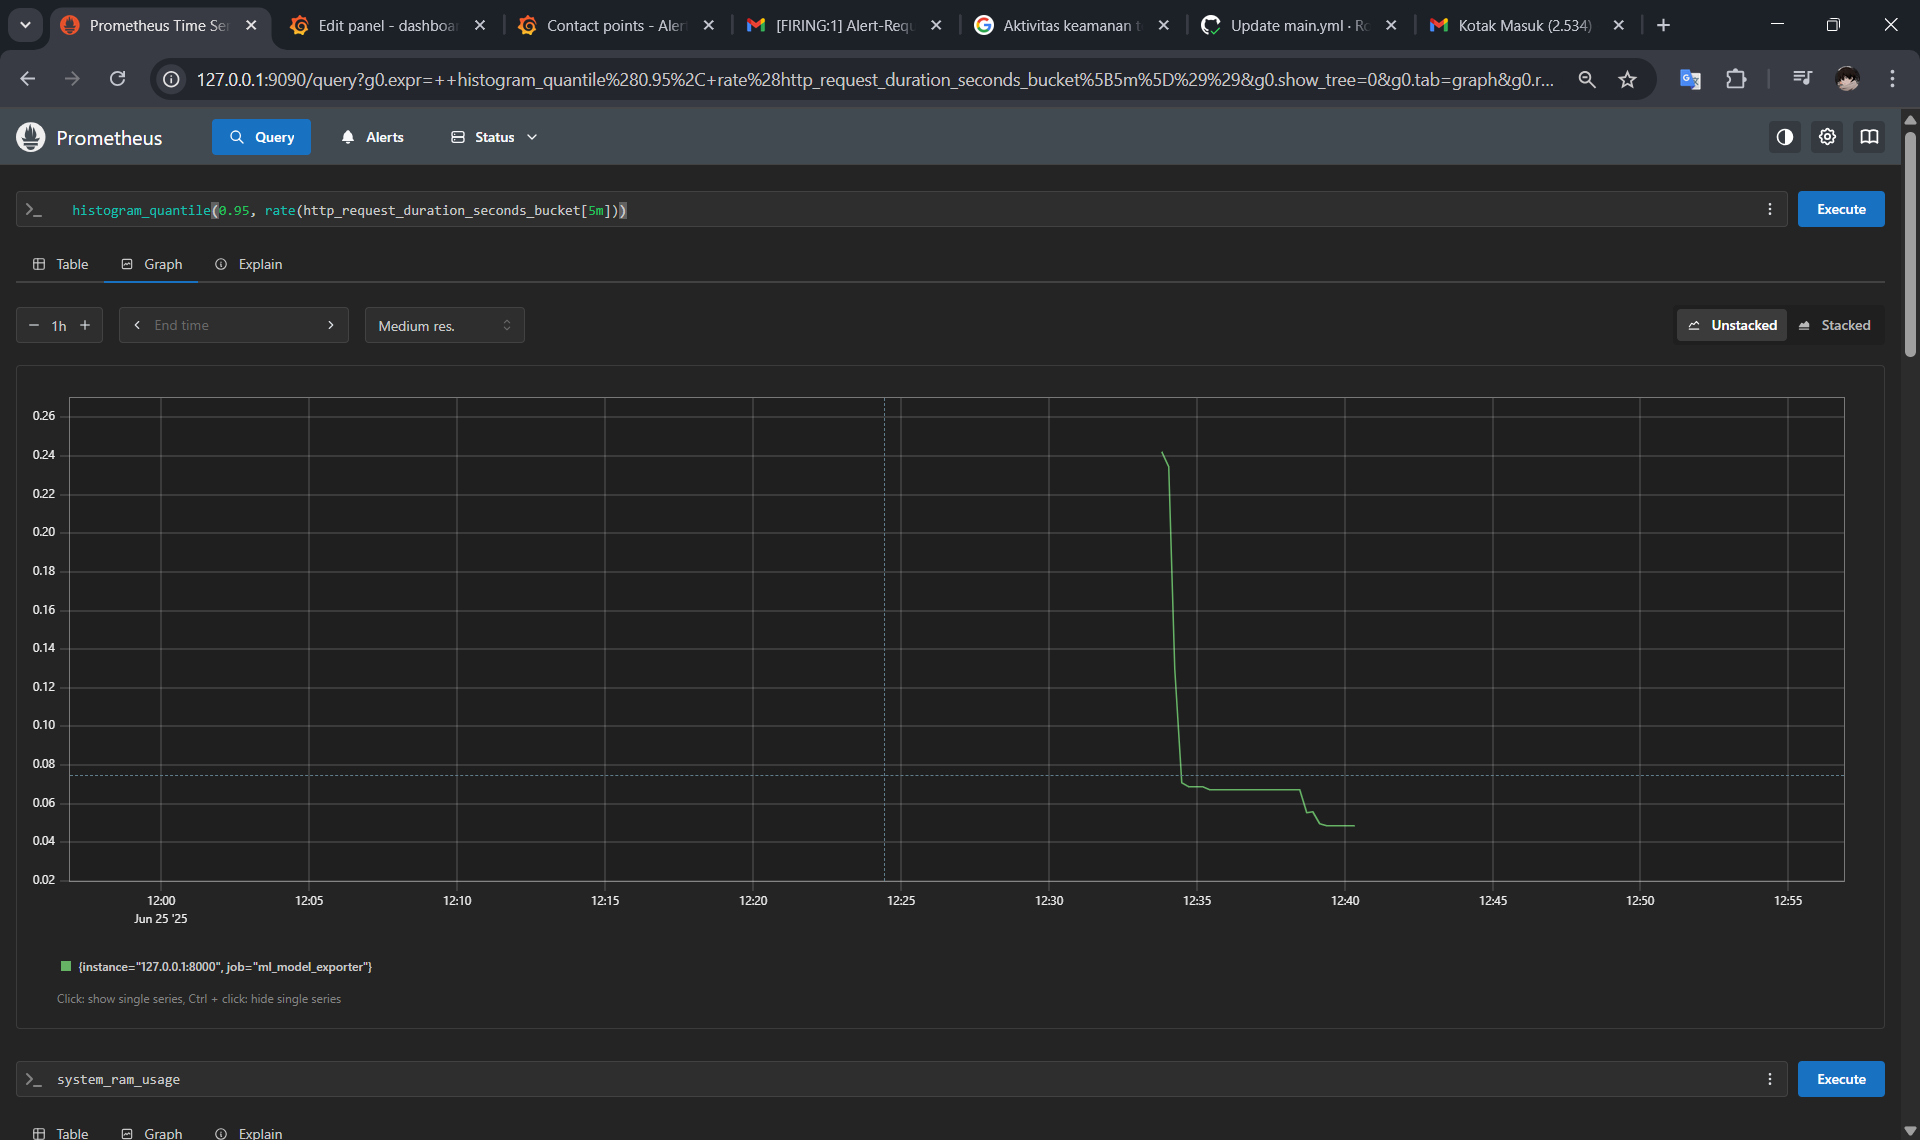 Prometheus Time Ser
Edit panel - dashboa
Contact points - Aler
[FIRING:1] Alert-Requ
Aktivitas keamanan t
Update main.yml · Ro
Kotak Masuk (2.534)
127.0.0.1:9090/query?g0.expr=++histogram_quantile%280.95%2C+rate%28http_request_duration_seconds_bucket%5B5m%5D%29%29&g0.show_tree=0&g0.tab=graph&g0.r...
Prometheus
Query
Alerts
Status
>_ histogram_quantile(0.95, rate(http_request_duration_seconds_bucket[5m]))
Execute
Table
Graph
Explain
1h
End time
Medium res.
Unstacked
Stacked
0.26
0.24
0.22
0.20
0.18
0.16
0.14
0.12
0.10
0.08
0.06
0.04
0.02
12:00 12:05 12:10 12:15 12:20 12:25 12:30 12:35 12:40 12:45 12:50 12:55
Jun 25 '25
{instance="127.0.0.1:8000", job="ml_model_exporter"}
Click: show single series, Ctrl + click: hide single series
>_ system_ram_usage
Execute
Table
Graph
Explain